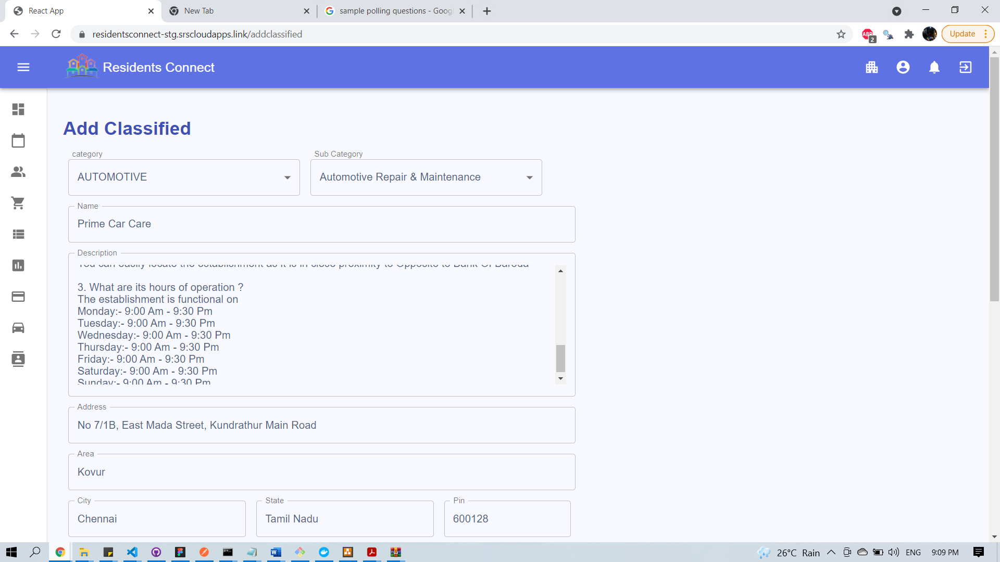 React App
New Tab
sample polling questions - Goog
residentsconnect-stg.srscloudapps.link/addclassified
ABP
2
Update
Residents Connect
Add Classified
category
Sub Category
AUTOMOTIVE
Automotive Repair & Maintenance
Name
Prime Car Care
Description
You can easily locate the establishment as it is in close proximity to Opposite to Bank Of Baroda
3. What are its hours of operation ?
The establishment is functional on
Monday:- 9:00 Am - 9:30 Pm
Tuesday:- 9:00 Am - 9:30 Pm
Wednesday:- 9:00 Am - 9:30 Pm
Thursday:- 9:00 Am - 9:30 Pm
Friday:- 9:00 Am - 9:30 Pm
Saturday:- 9:00 Am - 9:30 Pm
Sunday:- 9:00 Am - 9:30 Pm
Address
No 7/1B, East Mada Street, Kundrathur Main Road
Area
Kovur
City
State
Pin
Chennai
Tamil Nadu
600128
26°C Rain
ENG
9:09 PM